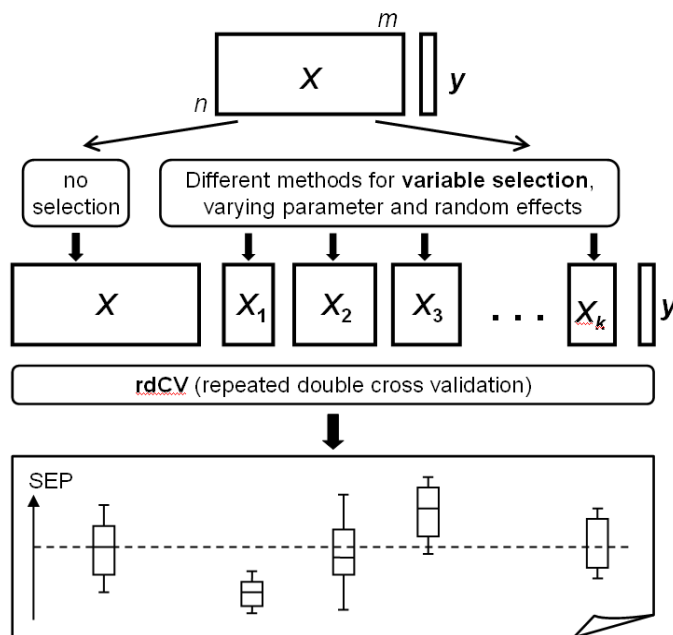 m
X
y
n
no
selection
Different methods for variable selection,
varying parameter and random effects
X X1 X2 X3 . . . Xk y
rdCV (repeated double cross validation)
SEP